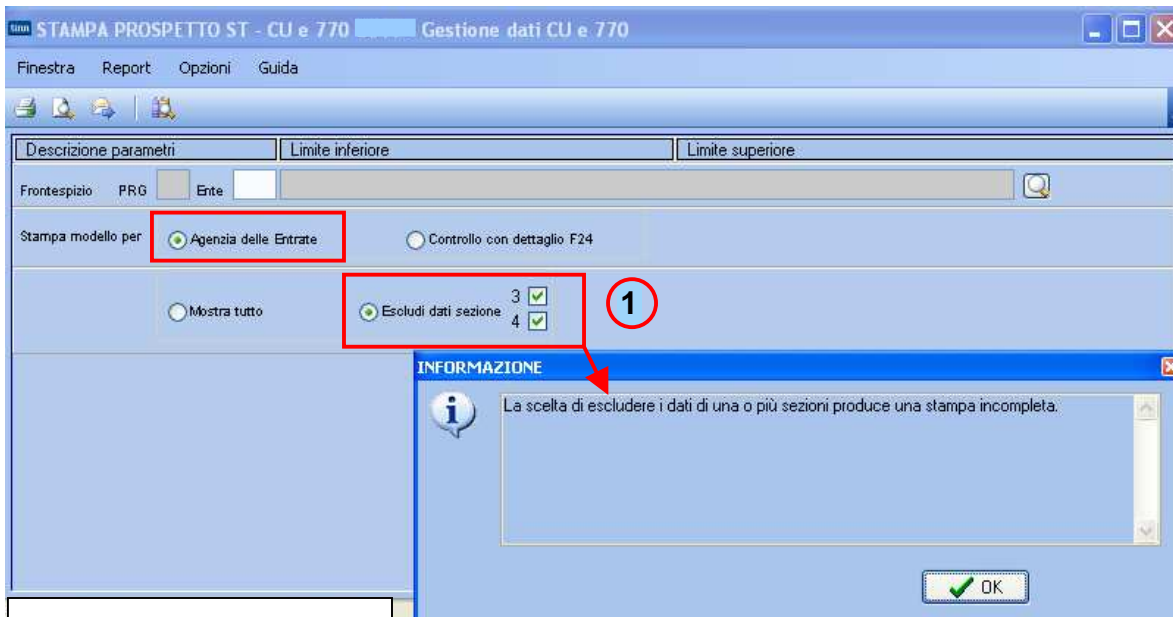 tinn STAMPA PROSPETTO ST - CU e 770 Gestione dati CU e 770
Finestra Report Opzioni Guida
Descrizione parametri Limite inferiore Limite superiore
Frontespizio PRG Ente
Stampa modello per Agenzia delle Entrate Controllo con dettaglio F24
Mostra tutto Escludi dati sezione 3
4
1
INFORMAZIONE
La scelta di escludere i dati di una o più sezioni produce una stampa incompleta.
OK